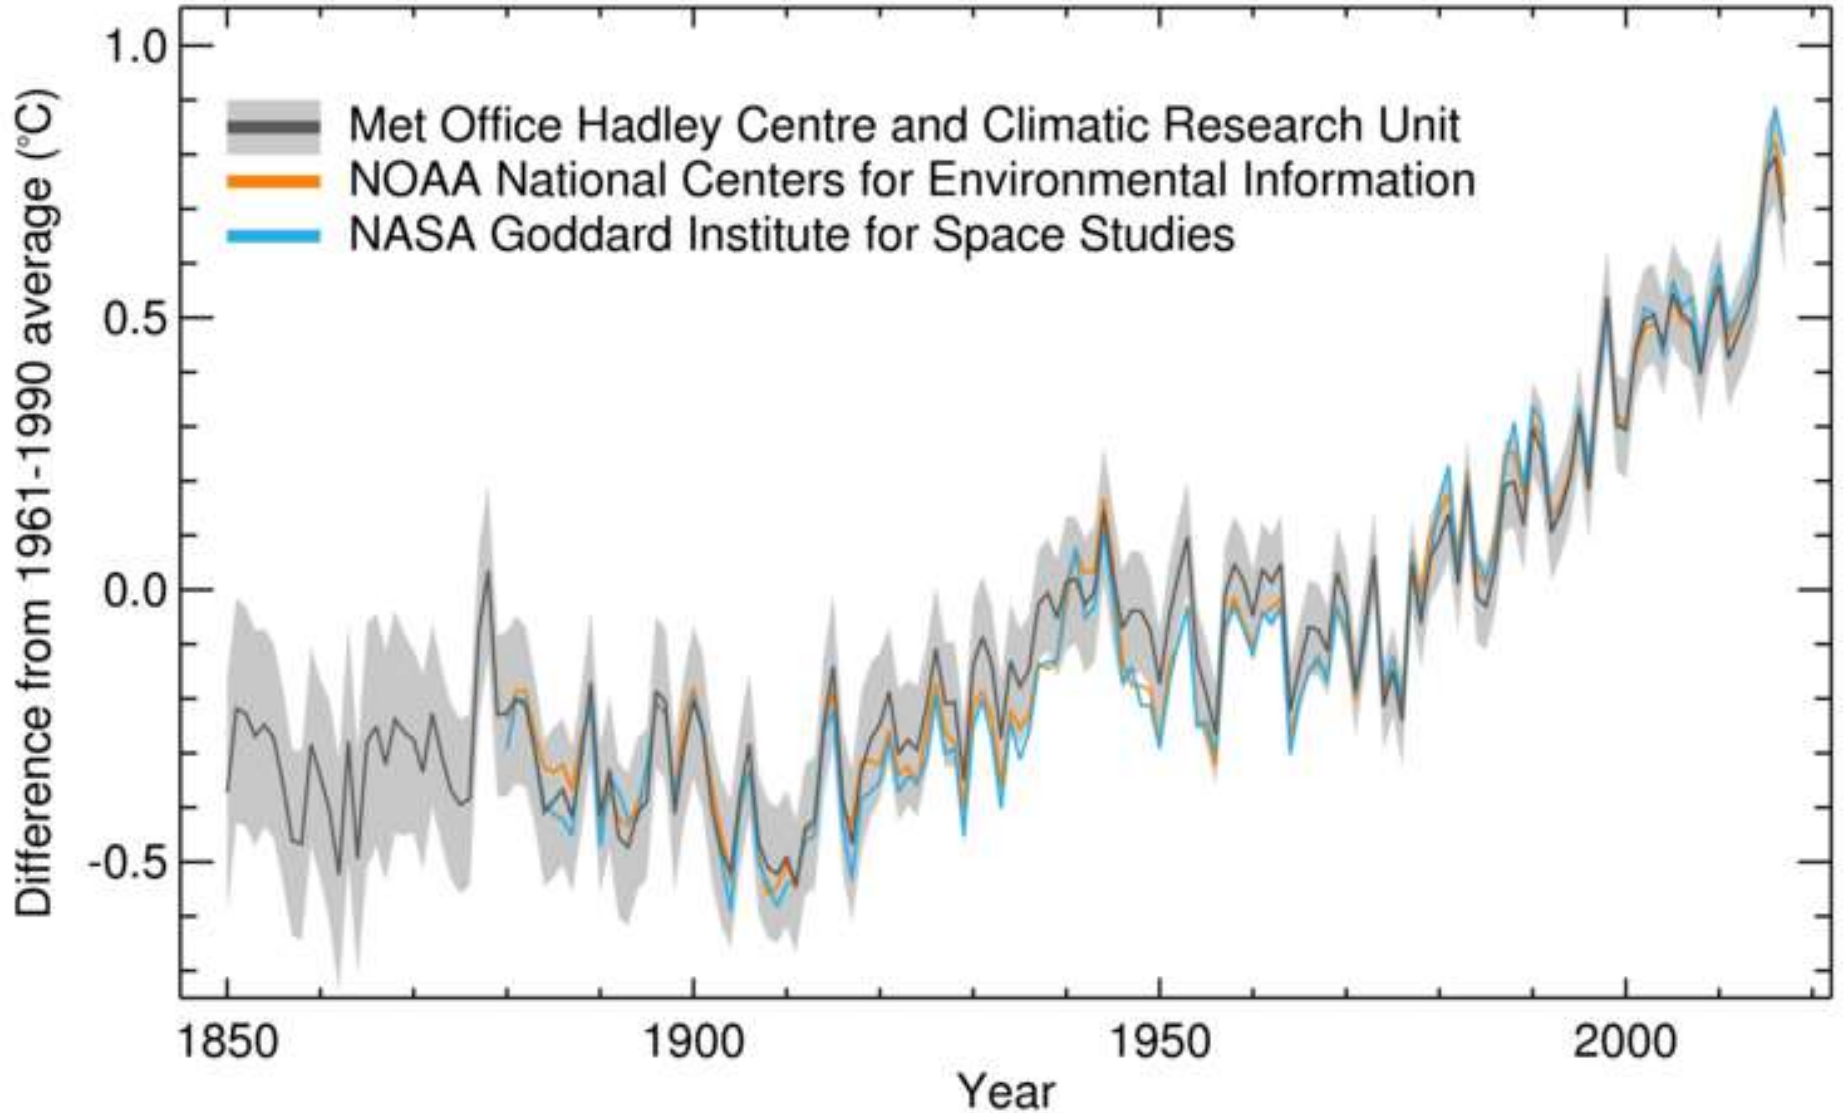 Difference from 1961-1990 average (°C)
1.0
0.5
0.0
-0.5
Met Office Hadley Centre and Climatic Research Unit
NOAA National Centers for Environmental Information
NASA Goddard Institute for Space Studies
1850 1900 1950 2000
Year